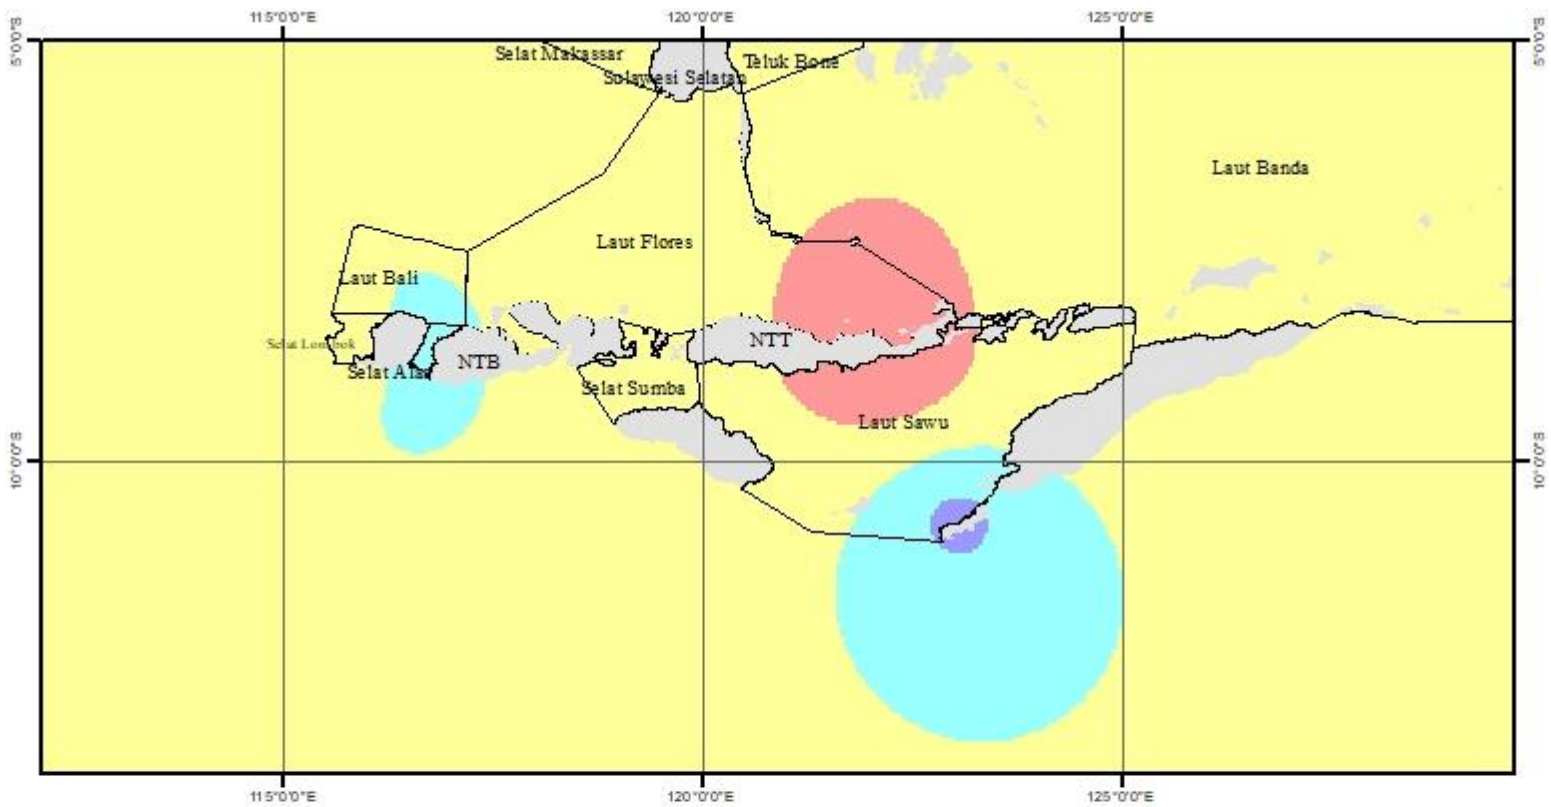 115°0'0"E 120°0'0"E 125°0'0"E
5°0'0"S 5°0'0"S
Selat Makassar Teluk Bone
Sulawesi Selatan
Laut Banda
Laut Flores
Laut Bali
Selat Lombok NTT
NTB
Selat Alas Selat Sumba
Laut Sawu
10°0'0"S 10°0'0"S
115°0'0"E 120°0'0"E 125°0'0"E